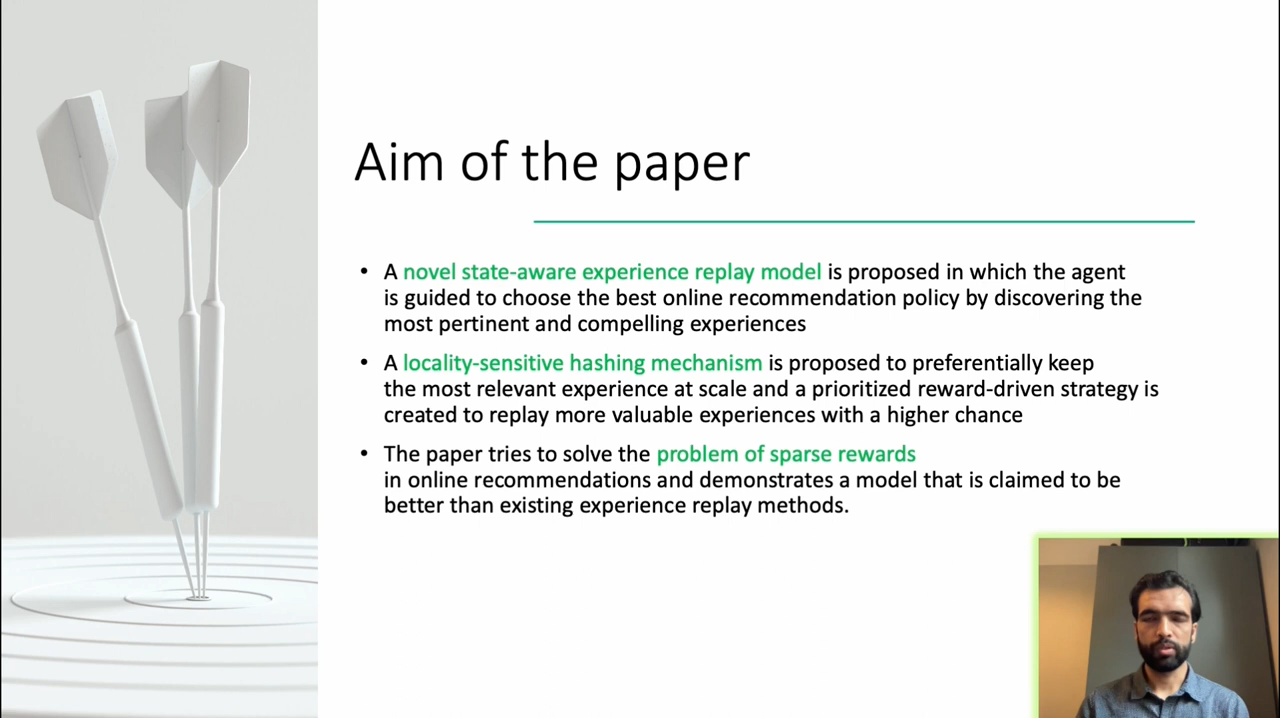 Aim of the paper
• A novel state-aware experience replay model is proposed in which the agent
is guided to choose the best online recommendation policy by discovering the
most pertinent and compelling experiences
• A locality-sensitive hashing mechanism is proposed to preferentially keep
the most relevant experience at scale and a prioritized reward-driven strategy is
created to replay more valuable experiences with a higher chance
• The paper tries to solve the problem of sparse rewards
in online recommendations and demonstrates a model that is claimed to be
better than existing experience replay methods.